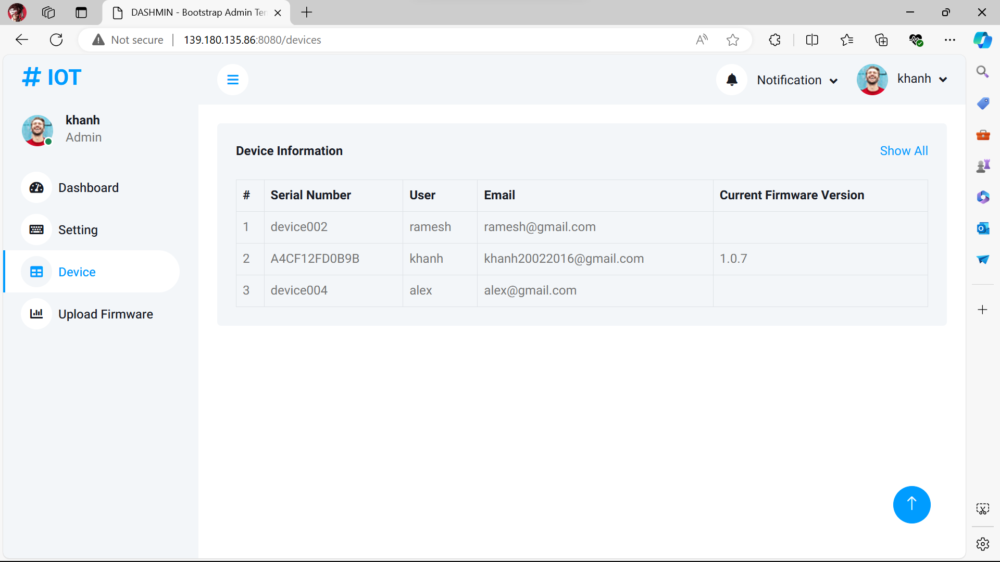 DASHMIN - Bootstrap Admin Ten
Not secure
139.180.135.86:8080/devices
# IOT
Notification
khanh
khanh
Admin
Dashboard
Setting
Device
Upload Firmware
Device Information
Show All
# Serial Number User Email Current Firmware Version
1 device002 ramesh ramesh@gmail.com
2 A4CF12FD0B9B khanh khanh20022016@gmail.com 1.0.7
3 device004 alex alex@gmail.com